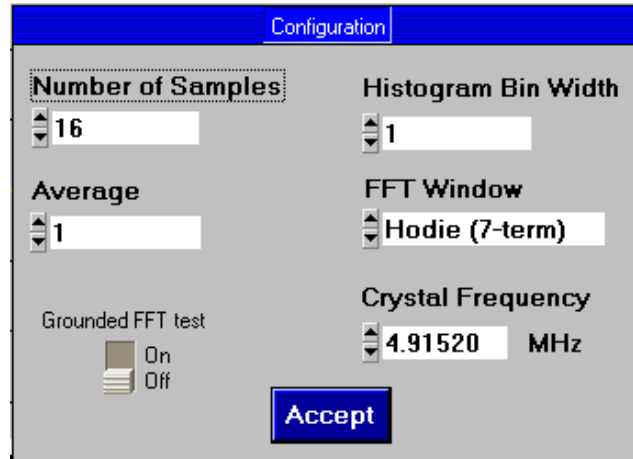 Configuration
Number of Samples
16
Histogram Bin Width
1
Average
1
FFT Window
Hodie (7-term)
Grounded FFT test
On
Off
Crystal Frequency
4.91520 MHz
Accept